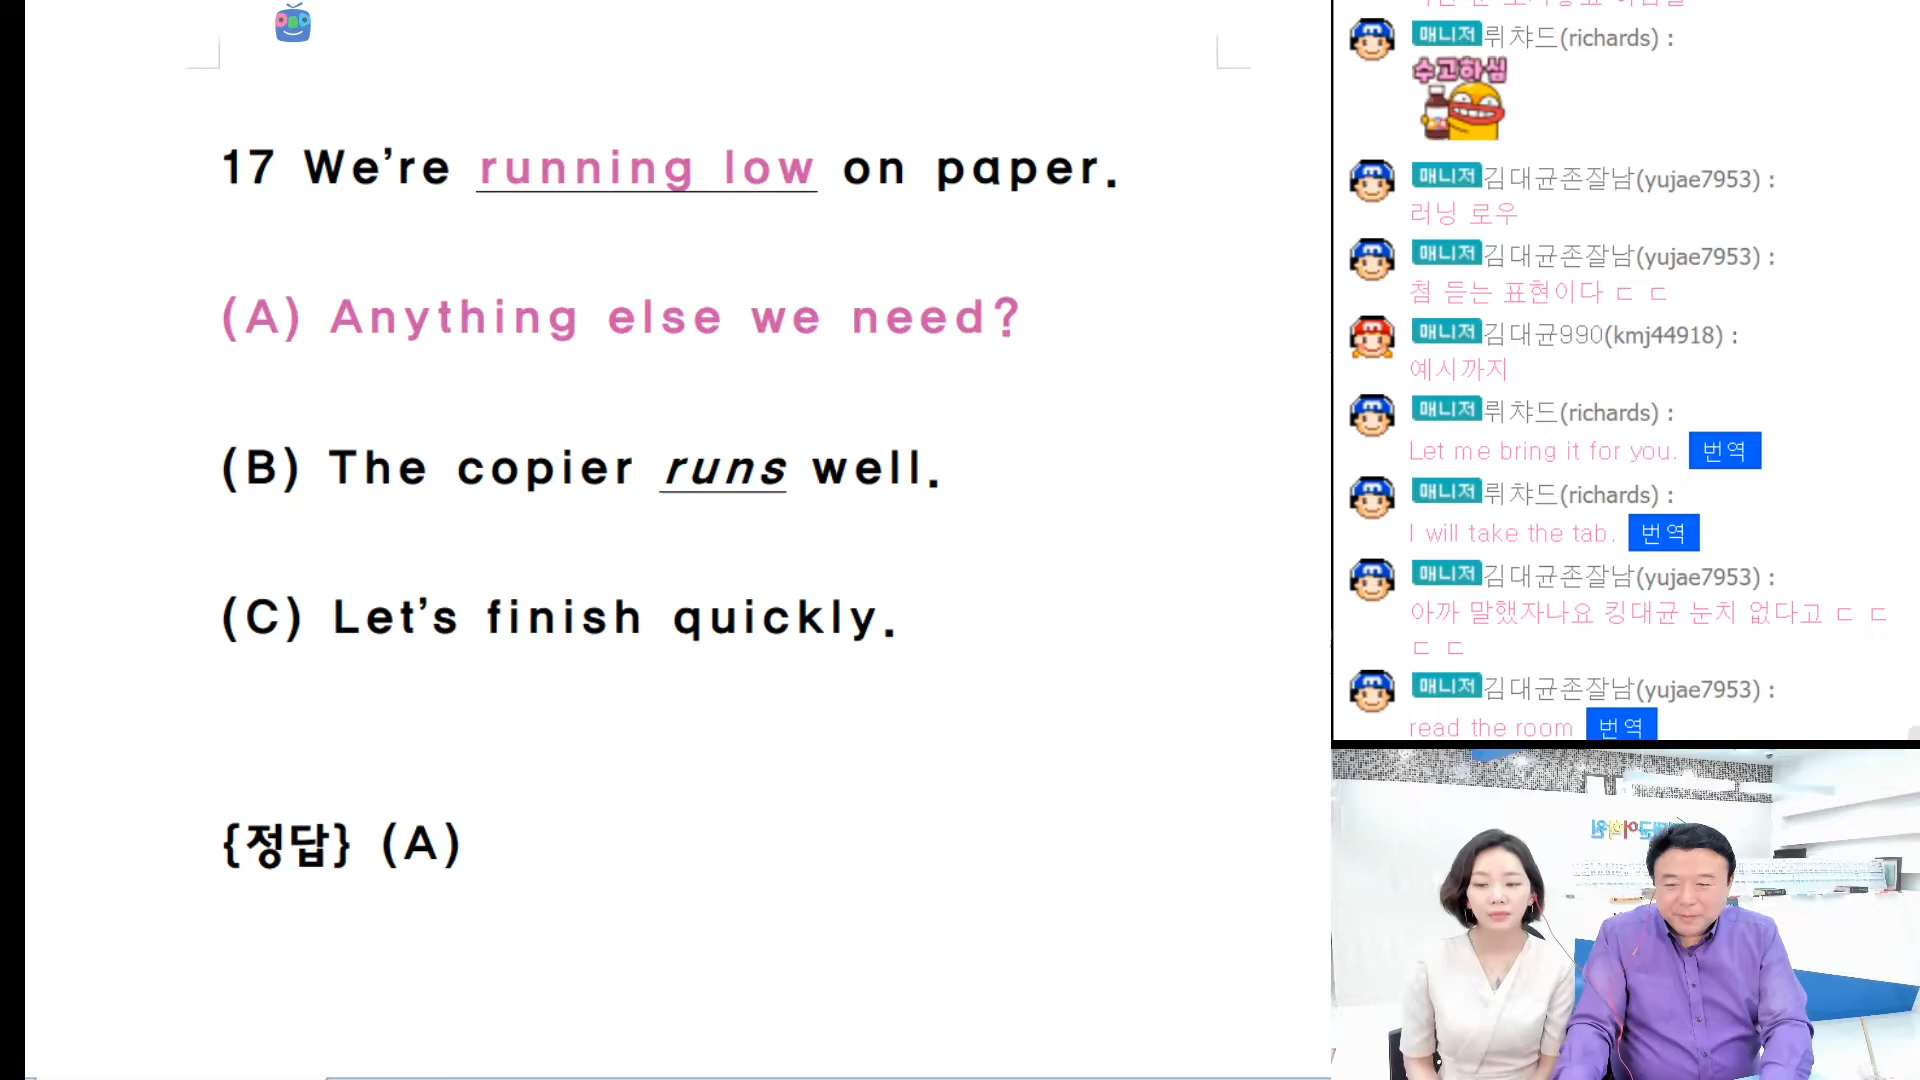 17 We're running low on paper.
(A) Anything else we need?
(B) The copier runs well.
(C) Let's finish quickly.
{정답} (A)
매니저 뤼챠드(richards) :
수고하심
매니저 김대균존잘남(yujae7953) :
러닝 로우
매니저 김대균존잘남(yujae7953) :
첨 듣는 표현이다 ㄷ ㄷ
매니저 김대균990(kmj44918) :
예시까지
매니저 뤼챠드(richards) :
Let me bring it for you. 번역
매니저 뤼챠드(richards) :
I will take the tab. 번역
매니저 김대균존잘남(yujae7953) :
아까 말했자나요 킹대균 눈치 없다고 ㄷ ㄷ
ㄷ ㄷ
매니저 김대균존잘남(yujae7953) :
read the room 번역